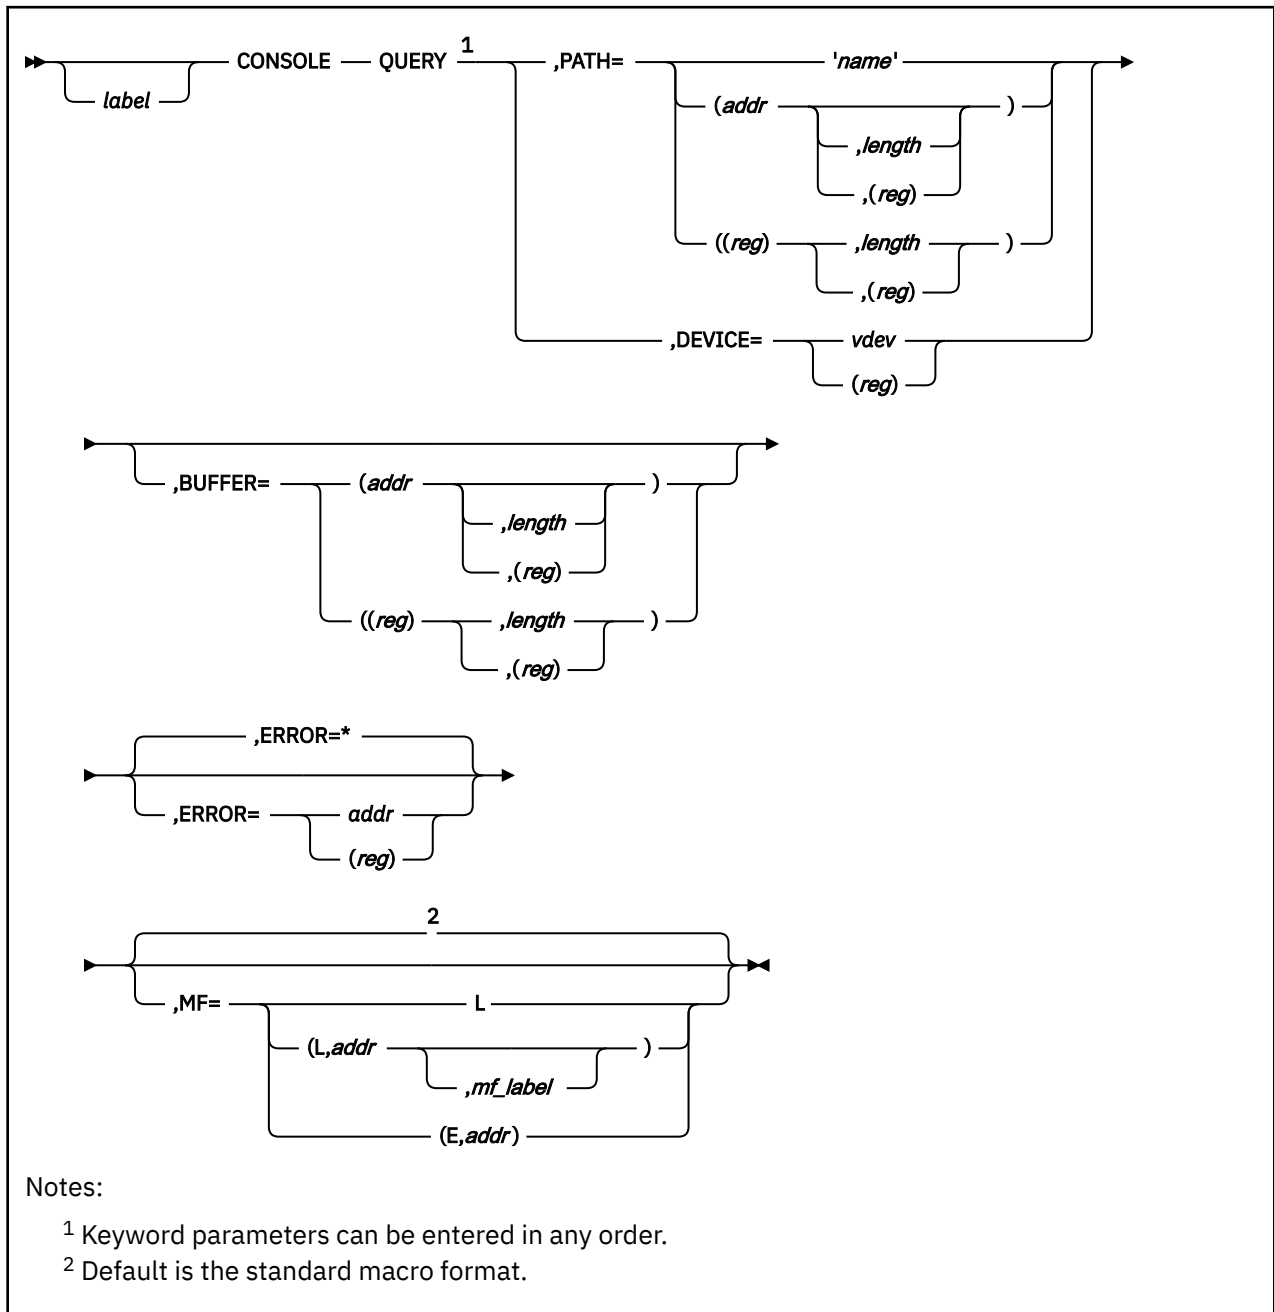 1
CONSOLE QUERY ,PATH= 'name'
label (addr )
,length
,(reg)
((reg) ,length )
,(reg)
,DEVICE= vdev
(reg)
,BUFFER= (addr )
,length
,(reg)
((reg) ,length )
,(reg)
,ERROR=*
,ERROR= addr
(reg)
2
,MF= L
(L,addr )
,mf_label
(E,addr)
Notes:
1 Keyword parameters can be entered in any order.
2 Default is the standard macro format.